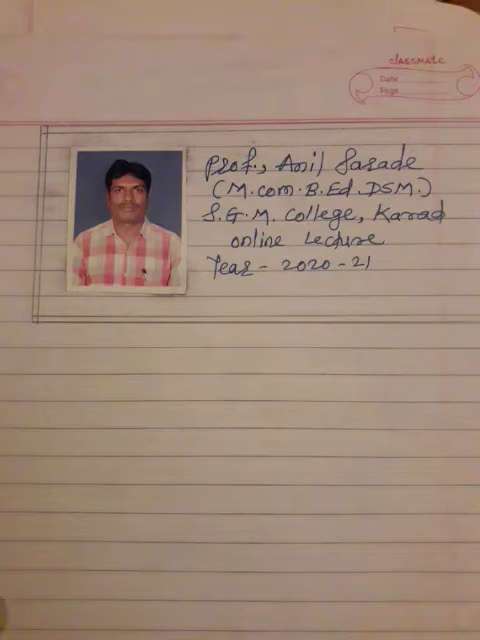 classmate
Date
Page
Prof., Anil Sarade
(M.com.B.Ed.DSM.)
S.G.M. College, Karad
online Lecture
Year - 2020-21